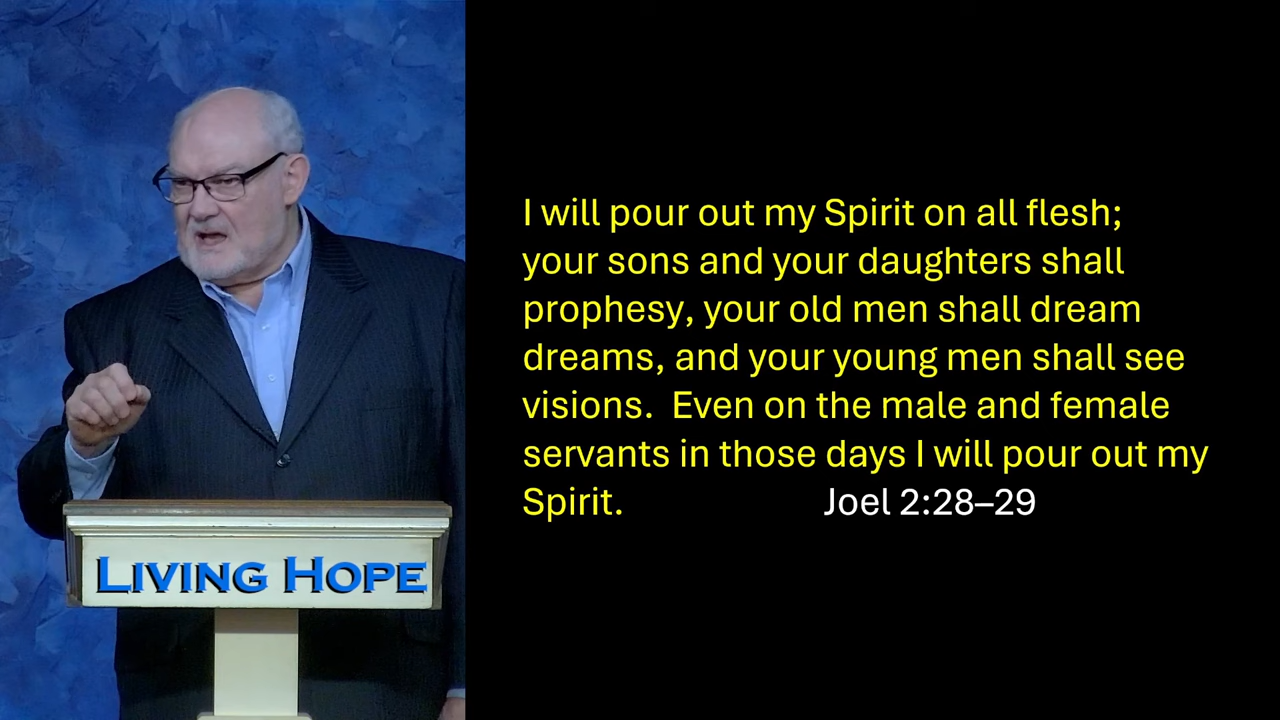 LIVING HOPE
I will pour out my Spirit on all flesh;
your sons and your daughters shall
prophesy, your old men shall dream
dreams, and your young men shall see
visions.  Even on the male and female
servants in those days I will pour out my
Spirit. Joel 2:28–29